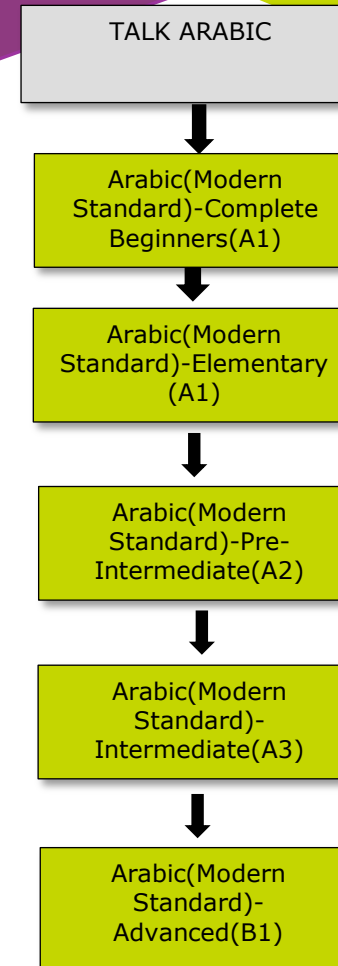 TALK ARABIC
Arabic(Modern
Standard)-Complete
Beginners(A1)
Arabic(Modern
Standard)-Elementary
(A1)
Arabic(Modern
Standard)-Pre-
Intermediate(A2)
Arabic(Modern
Standard)-
Intermediate(A3)
Arabic(Modern
Standard)-
Advanced(B1)